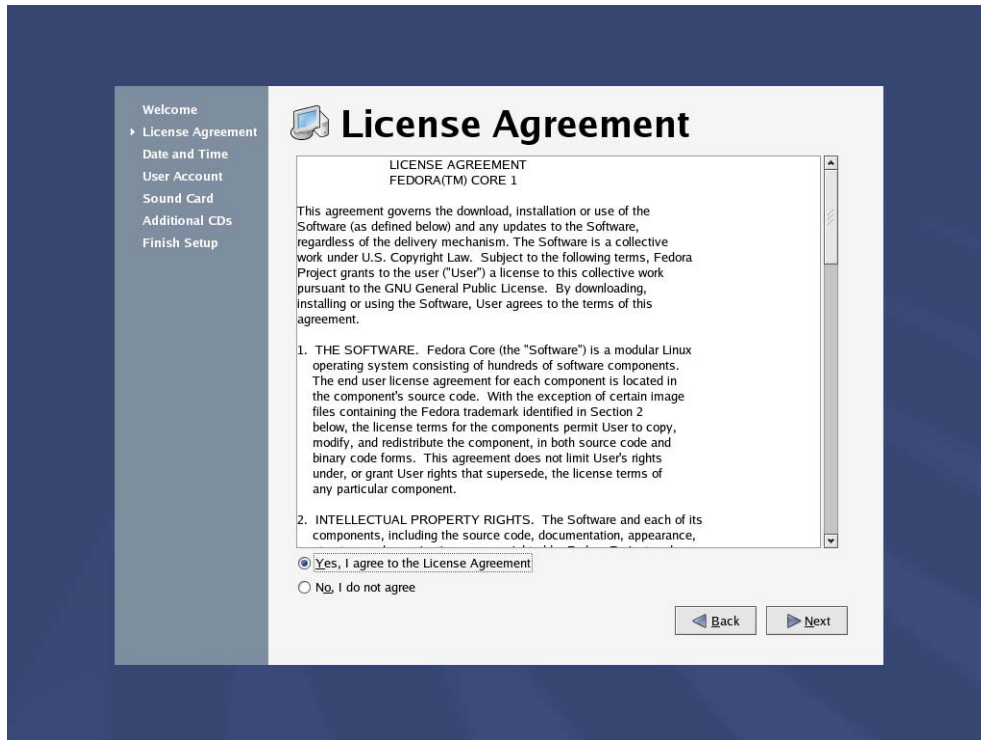 Welcome
License Agreement
Date and Time
User Account
Sound Card
Additional CDs
Finish Setup
License Agreement
LICENSE AGREEMENT
FEDORA(TM) CORE 1
This agreement governs the download, installation or use of the
Software (as defined below) and any updates to the Software,
regardless of the delivery mechanism. The Software is a collective
work under U.S. Copyright Law. Subject to the following terms, Fedora
Project grants to the user ("User") a license to this collective work
pursuant to the GNU General Public License. By downloading,
installing or using the Software, User agrees to the terms of this
agreement.
1. THE SOFTWARE. Fedora Core (the "Software") is a modular Linux
operating system consisting of hundreds of software components.
The end user license agreement for each component is located in
the component's source code. With the exception of certain image
files containing the Fedora trademark identified in Section 2
below, the license terms for the components permit User to copy,
modify, and redistribute the component, in both source code and
binary code forms. This agreement does not limit User's rights
under, or grant User rights that supersede, the license terms of
any particular component.
2. INTELLECTUAL PROPERTY RIGHTS. The Software and each of its
components, including the source code, documentation, appearance,
Yes, I agree to the License Agreement
No, I do not agree
Back
Next